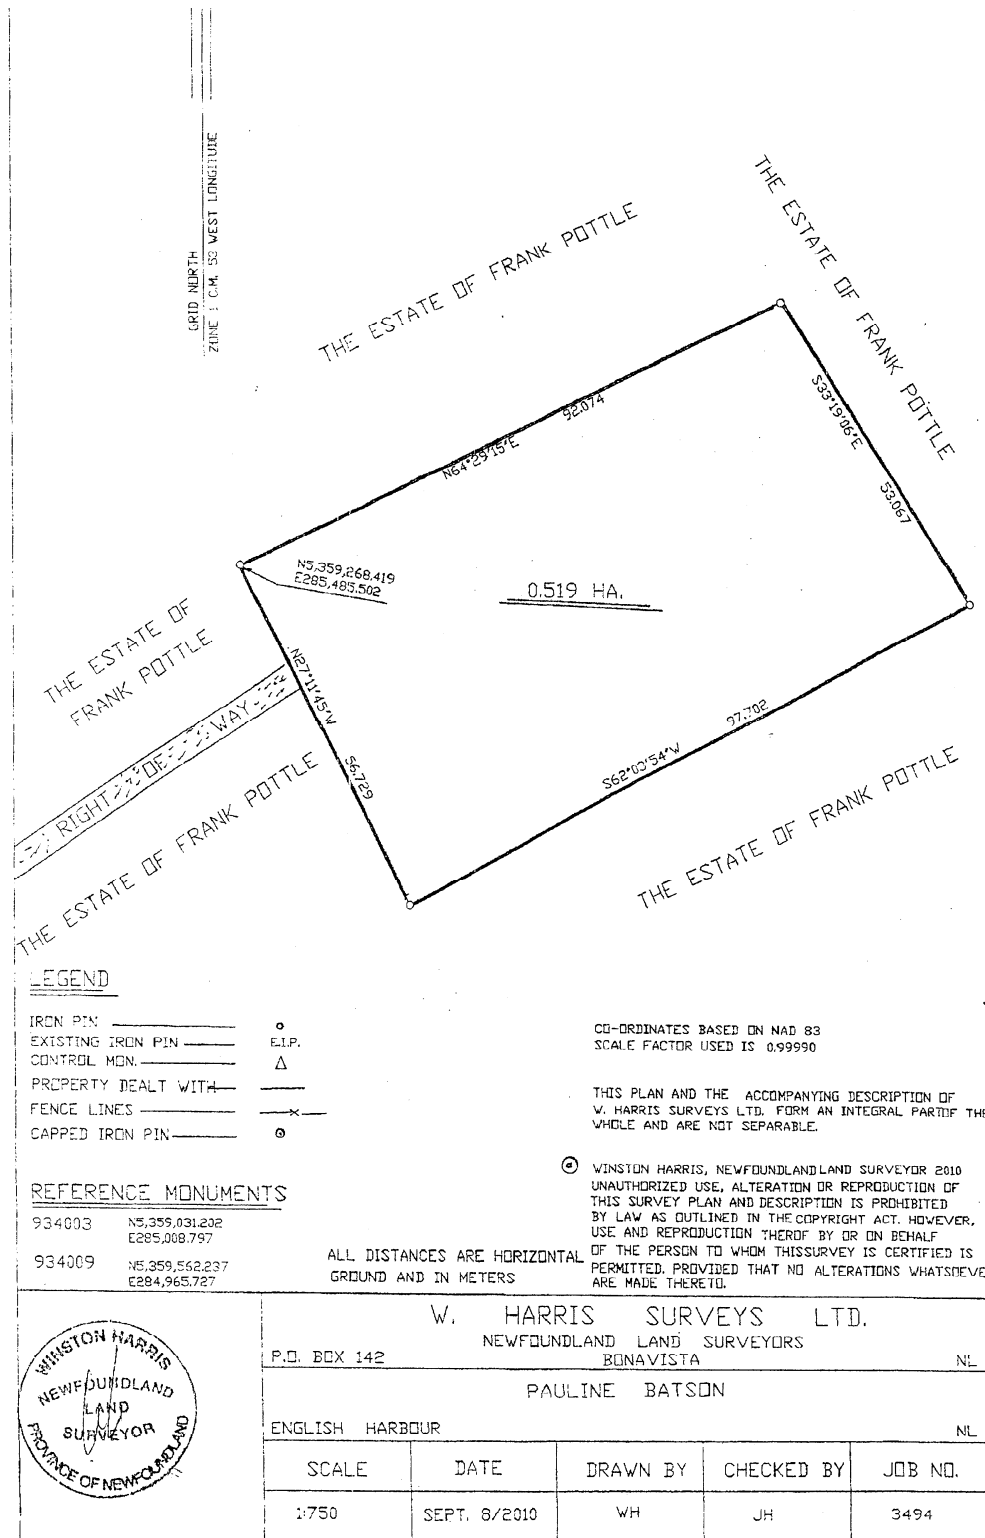 GRID NORTH
ZONE 1 C.M. 53 WEST LONGITUDE
THE ESTATE OF FRANK POTTLE
THE ESTATE OF FRANK POTTLE
N64°29'15"E
92.074
S33°19'06"E
53.067
N5,359,268.419
E285,485.502
0.519 HA.
THE ESTATE OF
FRANK POTTLE
N27°11'45"W
56.729
RIGHT OF WAY
THE ESTATE OF FRANK POTTLE
S62°03'54"W
97.702
THE ESTATE OF FRANK POTTLE
LEGEND
IRON PIN
EXISTING IRON PIN E.I.P.
CONTROL MON.
PROPERTY DEALT WITH
FENCE LINES
CAPPED IRON PIN
CO-ORDINATES BASED ON NAD 83
SCALE FACTOR USED IS 0.99990
THIS PLAN AND THE ACCOMPANYING DESCRIPTION OF
W. HARRIS SURVEYS LTD. FORM AN INTEGRAL PARTOF THE
WHOLE AND ARE NOT SEPARABLE.
WINSTON HARRIS, NEWFOUNDLAND LAND SURVEYOR 2010
UNAUTHORIZED USE, ALTERATION OR REPRODUCTION OF
THIS SURVEY PLAN AND DESCRIPTION IS PROHIBITED
BY LAW AS OUTLINED IN THE COPYRIGHT ACT. HOWEVER,
USE AND REPRODUCTION THEROF BY OR ON BEHALF
OF THE PERSON TO WHOM THISSURVEY IS CERTIFIED IS
PERMITTED. PROVIDED THAT NO ALTERATIONS WHATSOEVE
ARE MADE THERETO.
REFERENCE MONUMENTS
934003 N5,359,031.202
E285,008.797
934009 N5,359,562.237
E284,965.727
ALL DISTANCES ARE HORIZONTAL
GROUND AND IN METERS
WINSTON HARRIS
NEWFOUNDLAND
LAND
SURVEYOR
PROVINCE OF NEWFOUNDLAND
W. HARRIS SURVEYS LTD.
NEWFOUNDLAND LAND SURVEYORS
P.O. BOX 142 BONAVISTA NL
PAULINE BATSON
ENGLISH HARBOUR NL
SCALE DATE DRAWN BY CHECKED BY JOB NO.
1:750 SEPT. 8/2010 WH JH 3494